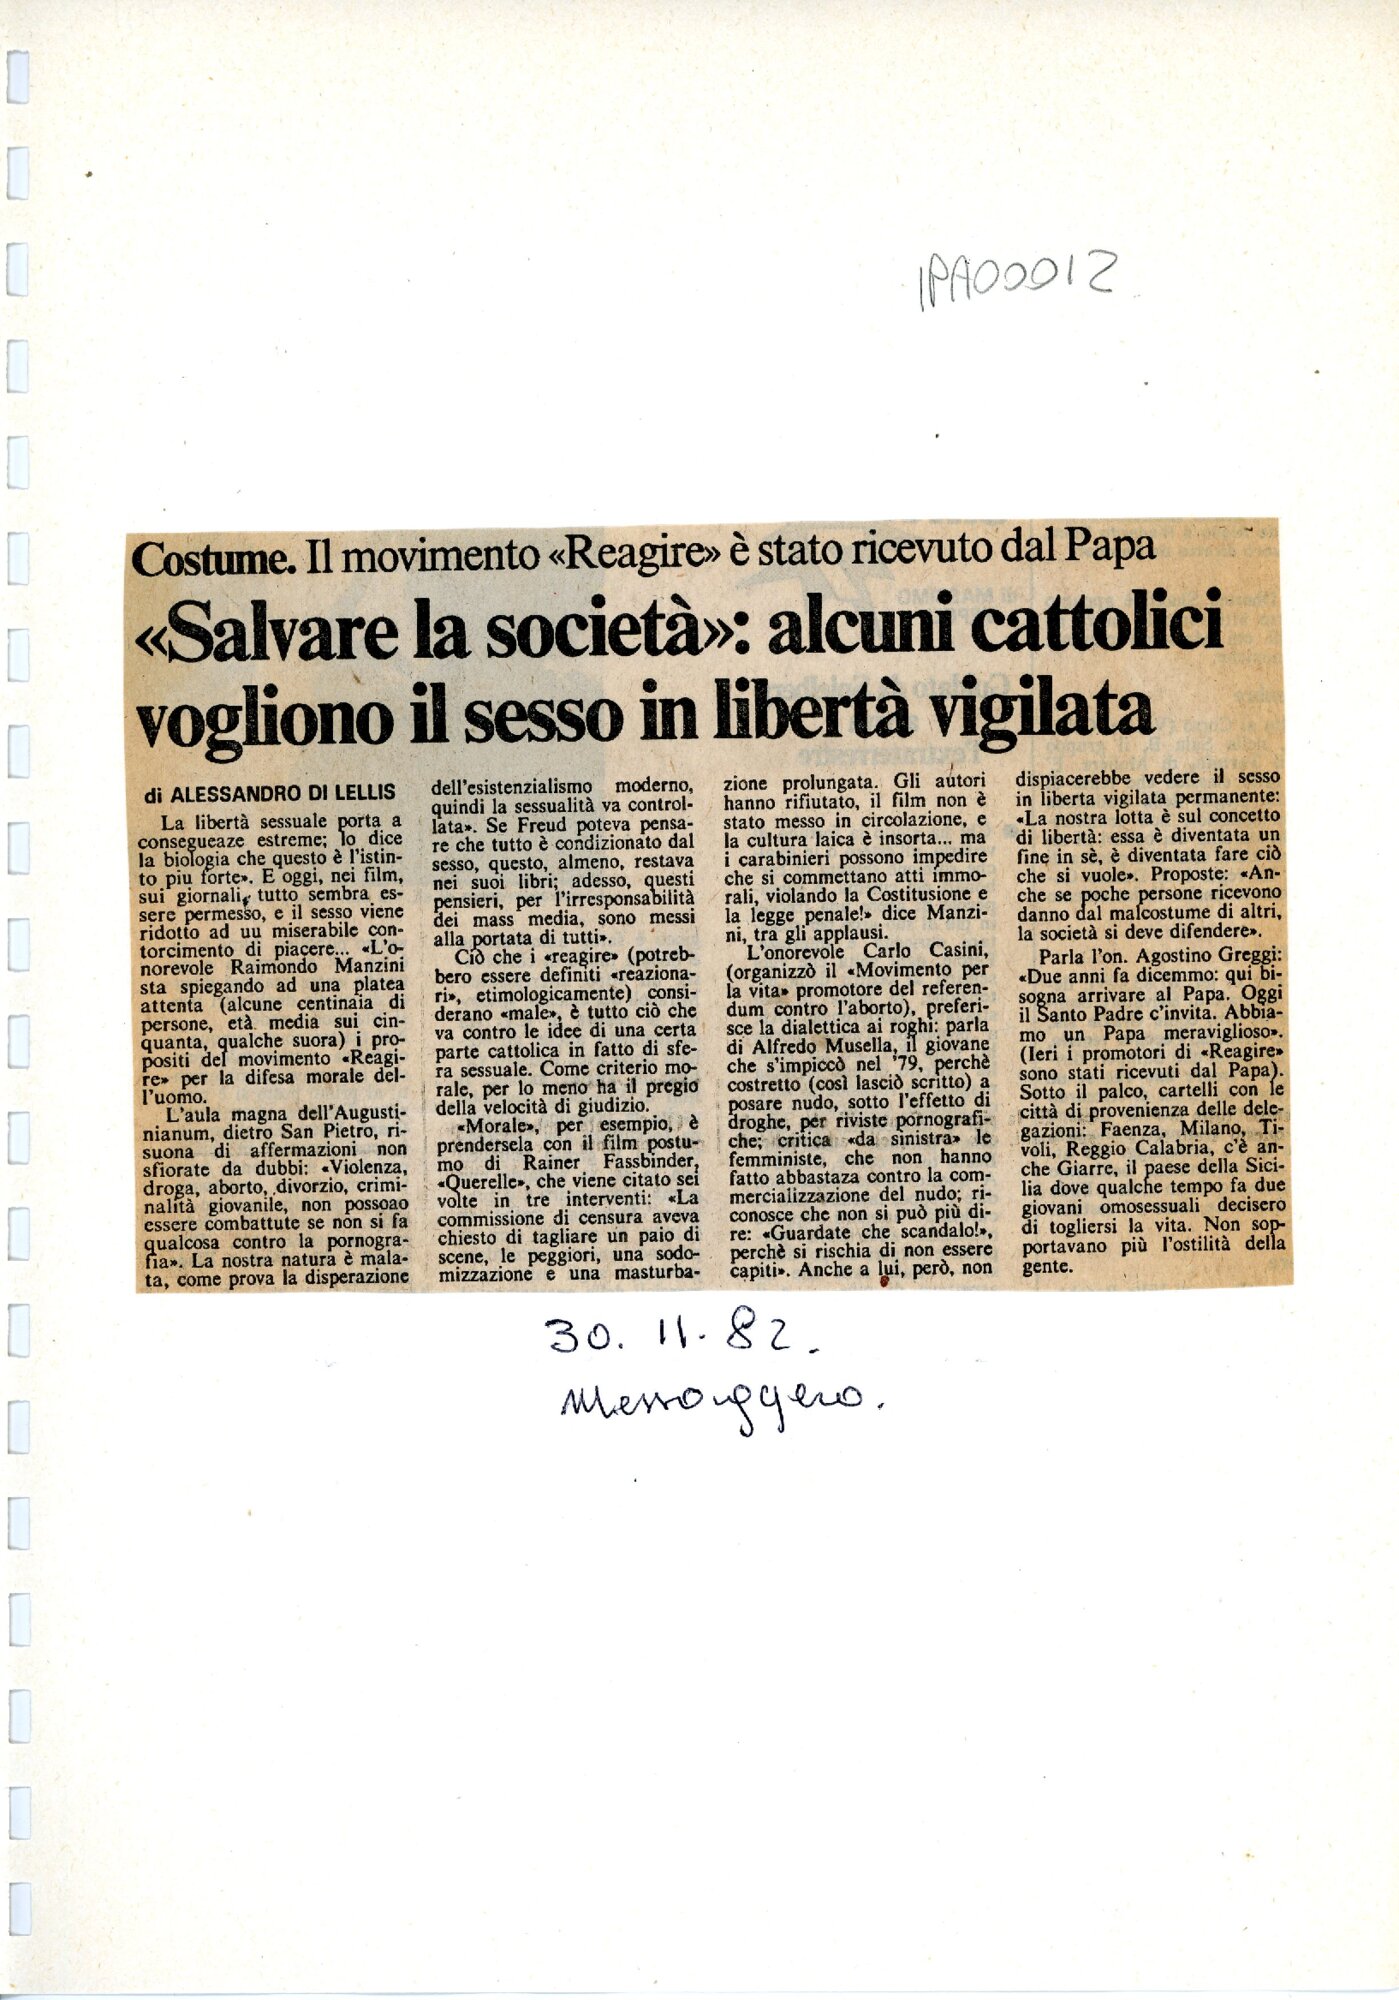 IPA00012
Costume. Il movimento «Reagire» è stato ricevuto dal Papa
«Salvare la società»: alcuni cattolici
vogliono il sesso in libertà vigilata
di ALESSANDRO DI LELLIS
La libertà sessuale porta a
consegueaze estreme; lo dice
la biologia che questo è l'istin-
to piu forte». E oggi, nei film,
sui giornali, tutto sembra es-
sere permesso, e il sesso viene
ridotto ad uu miserabile con-
torcimento di piacere... «L'o-
norevole Raimondo Manzini
sta spiegando ad una platea
attenta (alcune centinaia di
persone, età media sui cin-
quanta, qualche suora) i pro-
positi del movimento «Reagi-
re» per la difesa morale del-
l'uomo.
L'aula magna dell'Augusti-
nianum, dietro San Pietro, ri-
suona di affermazioni non
sfiorate da dubbi: «Violenza,
droga, aborto, divorzio, crimi-
nalità giovanile, non possoao
essere combattute se non si fa
qualcosa contro la pornogra-
fia». La nostra natura è mala-
ta, come prova la disperazione
dell'esistenzialismo moderno,
quindi la sessualità va control-
lata». Se Freud poteva pensa-
re che tutto è condizionato dal
sesso, questo, almeno, restava
nei suoi libri; adesso, questi
pensieri, per l'irresponsabilità
dei mass media, sono messi
alla portata di tutti».
Ciò che i «reagire» (potreb-
bero essere definiti «reaziona-
ri», etimologicamente) consi-
derano «male», è tutto ciò che
va contro le idee di una certa
parte cattolica in fatto di sfe-
ra sessuale. Come criterio mo-
rale, per lo meno ha il pregio
della velocità di giudizio.
«Morale», per esempio, è
prendersela con il film postu-
mo di Rainer Fassbinder,
«Querelle», che viene citato sei
volte in tre interventi: «La
commissione di censura aveva
chiesto di tagliare un paio di
scene, le peggiori, una sodo-
mizzazione e una masturba-
zione prolungata. Gli autori
hanno rifiutato, il film non è
stato messo in circolazione, e
la cultura laica è insorta... ma
i carabinieri possono impedire
che si commettano atti immo-
rali, violando la Costitusione e
la legge penale!» dice Manzi-
ni, tra gli applausi.
L'onorevole Carlo Casini,
(organizzò il «Movimento per
la vita» promotore del referen-
dum contro l'aborto), preferi-
sce la dialettica ai roghi: parla
di Alfredo Musella, il giovane
che s'impiccò nel '79, perchè
costretto (così lasciò scritto) a
posare nudo, sotto l'effetto di
droghe, per riviste pornografi-
che; critica «da sinistra» le
femministe, che non hanno
fatto abbastaza contro la com-
mercializzazione del nudo; ri-
conosce che non si può più di-
re: «Guardate che scandalo!»,
perchè si rischia di non essere
capiti». Anche a lui, però, non
dispiacerebbe vedere il sesso
in liberta vigilata permanente:
«La nostra lotta è sul concetto
di libertà: essa è diventata un
fine in sè, è diventata fare ciò
che si vuole». Proposte: «An-
che se poche persone ricevono
danno dal malcostume di altri,
la società si deve difendere».
Parla l'on. Agostino Greggi:
«Due anni fa dicemmo: qui bi-
sogna arrivare al Papa. Oggi
il Santo Padre c'invita. Abbia-
mo un Papa meraviglioso».
(Ieri i promotori di «Reagire»
sono stati ricevuti dal Papa).
Sotto il palco, cartelli con le
città di provenienza delle dele-
gazioni: Faenza, Milano, Ti-
voli, Reggio Calabria, c'è an-
che Giarre, il paese della Sici-
lia dove qualche tempo fa due
giovani omosessuali decisero
di togliersi la vita. Non sop-
portavano più l'ostilità della
gente.
30. 11. 82.
Messaggero.